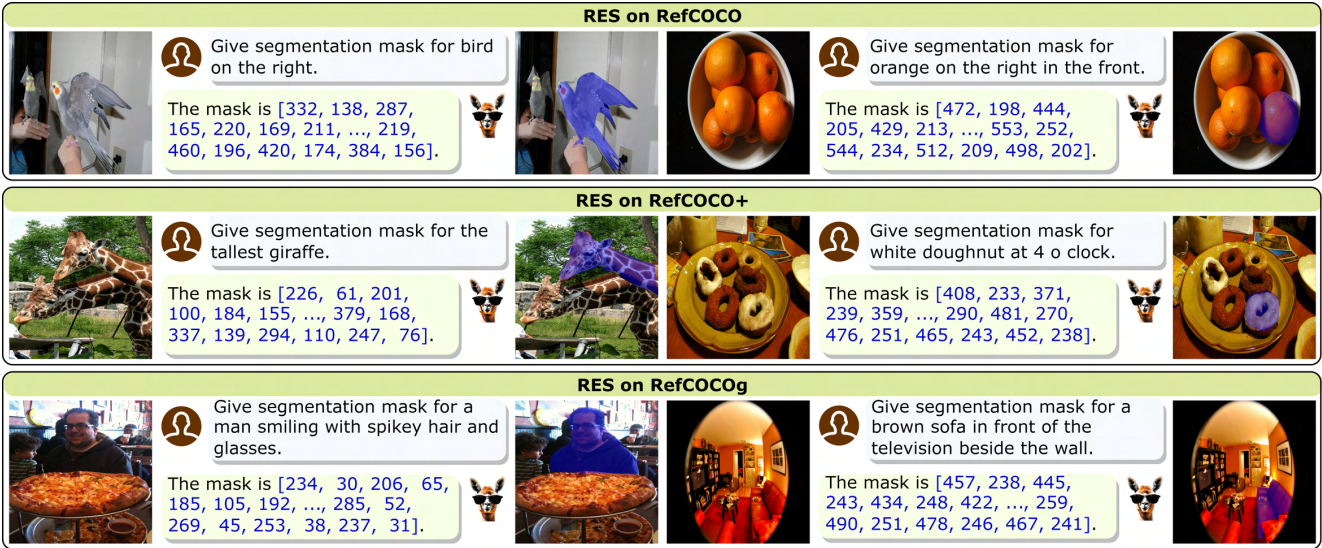 RES on RefCOCO
Give segmentation mask for bird
on the right.
The mask is [332, 138, 287,
165, 220, 169, 211, ..., 219,
460, 196, 420, 174, 384, 156].
Give segmentation mask for
orange on the right in the front.
The mask is [472, 198, 444,
205, 429, 213, ..., 553, 252,
544, 234, 512, 209, 498, 202].
RES on RefCOCO+
Give segmentation mask for the
tallest giraffe.
The mask is [226, 61, 201,
100, 184, 155, ..., 379, 168,
337, 139, 294, 110, 247, 76].
Give segmentation mask for
white doughnut at 4 o clock.
The mask is [408, 233, 371,
239, 359, ..., 290, 481, 270,
476, 251, 465, 243, 452, 238].
RES on RefCOCOg
Give segmentation mask for a
man smiling with spikey hair and
glasses.
The mask is [234, 30, 206, 65,
185, 105, 192, ..., 285, 52,
269, 45, 253, 38, 237, 31].
Give segmentation mask for a
brown sofa in front of the
television beside the wall.
The mask is [457, 238, 445,
243, 434, 248, 422, ..., 259,
490, 251, 478, 246, 467, 241].